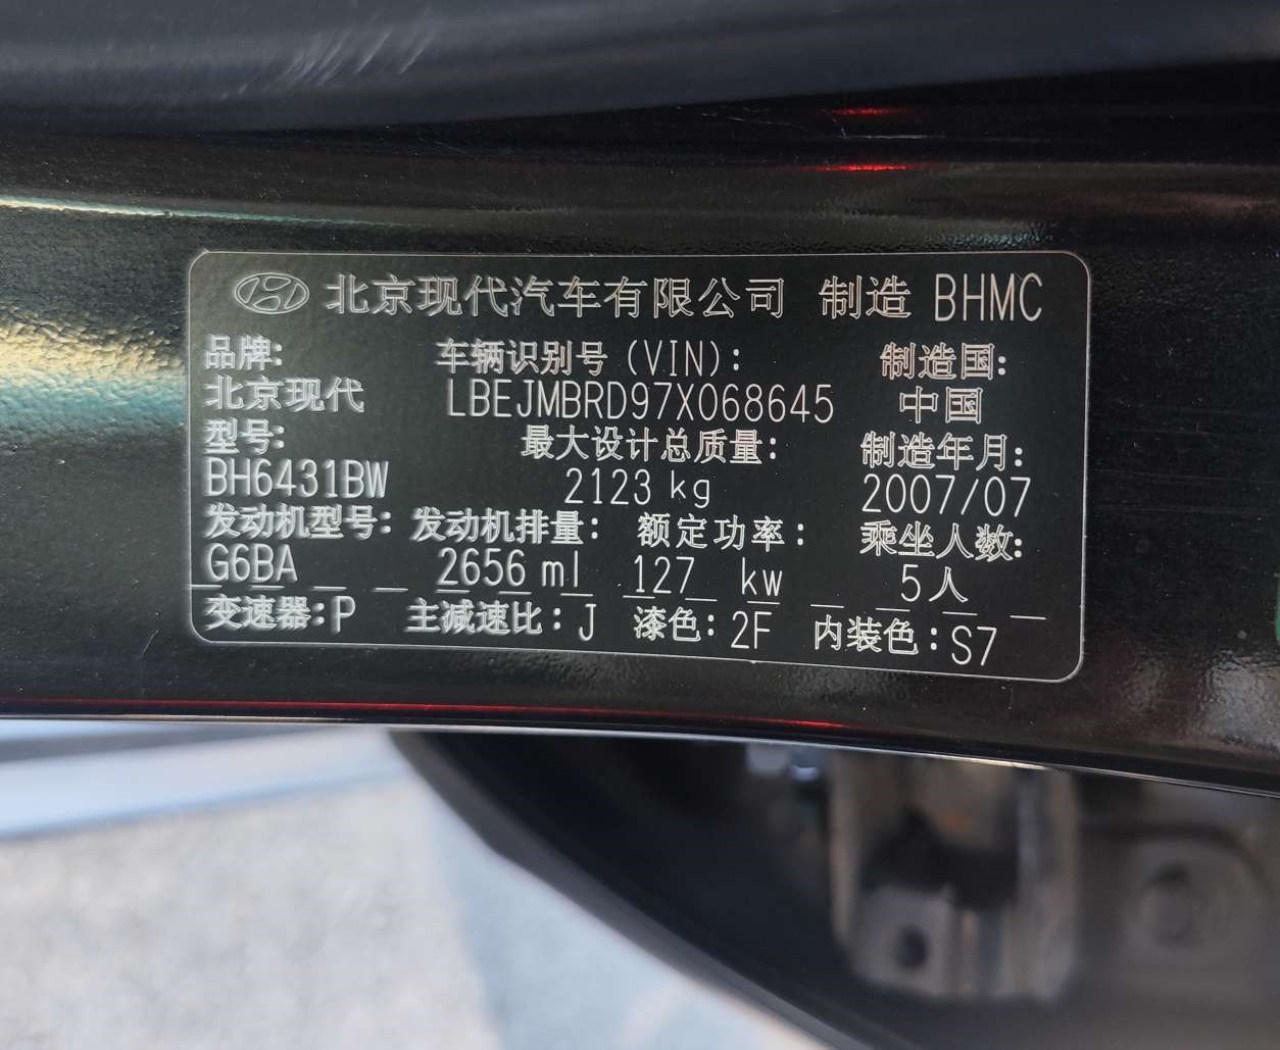 北京现代汽车有限公司 制造 BHMC
品牌: 车辆识别号(VIN): 制造国:
北京现代 LBEJMBRD97X068645 中国
型号: 最大设计总质量: 制造年月:
BH6431BW 2123 kg 2007/07
发动机型号: 发动机排量: 额定功率: 乘坐人数:
G6BA 2656 ml 127 kw 5人
变速器:P 主减速比:J 漆色:2F 内装色:S7